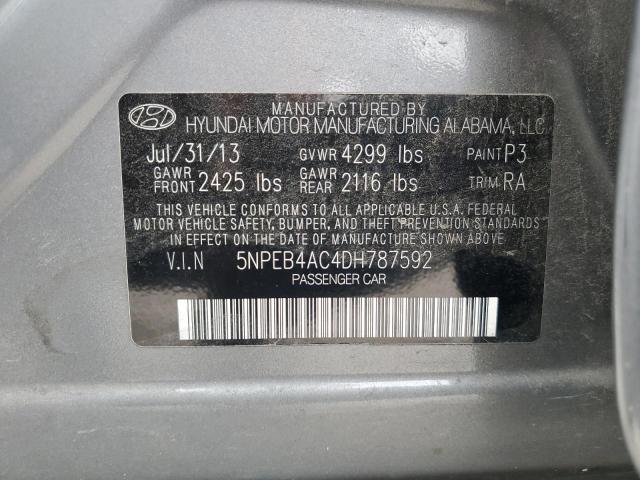 MANUFACTURED BY
HYUNDAI MOTOR MANUFACTURING ALABAMA, LLC
Jul/31/13 GVWR 4299 lbs PAINT P3
GAWR FRONT 2425 lbs GAWR REAR 2116 lbs TRIM RA
THIS VEHICLE CONFORMS TO ALL APPLICABLE U.S.A. FEDERAL
MOTOR VEHICLE SAFETY, BUMPER, AND THEFT PREVENTION
STANDARDS IN EFFECT ON THE DATE OF MANUFACTURE SHOWN ABOVE.
V.I.N 5NPEB4AC4DH787592
PASSENGER CAR